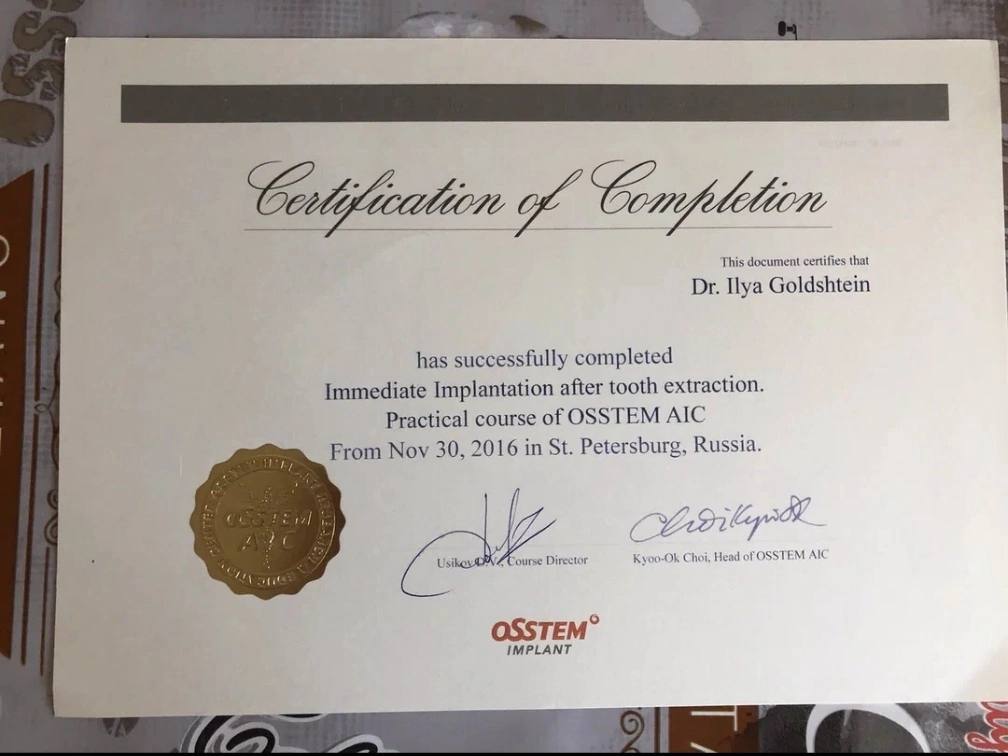 Certification of Completion
This document certifies that
Dr. Ilya Goldshtein
has successfully completed
Immediate Implantation after tooth extraction.
Practical course of OSSTEM AIC
From Nov 30, 2016 in St. Petersburg, Russia.
OSSTEM
AIC
Usikov D.V., Course Director
Kyoo-Ok Choi, Head of OSSTEM AIC
OSSTEM
IMPLANT